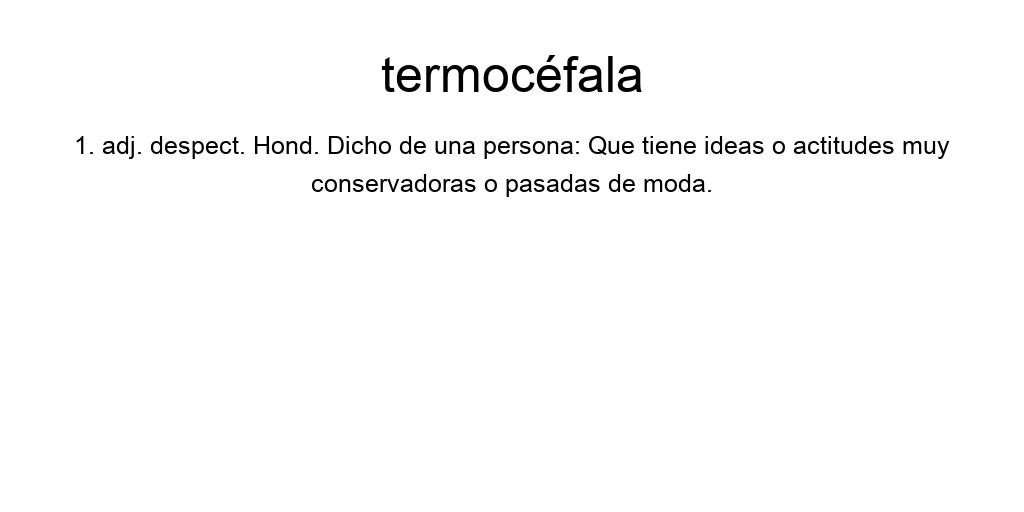 termocéfala
1. adj. despect. Hond. Dicho de una persona: Que tiene ideas o actitudes muy
conservadoras o pasadas de moda.